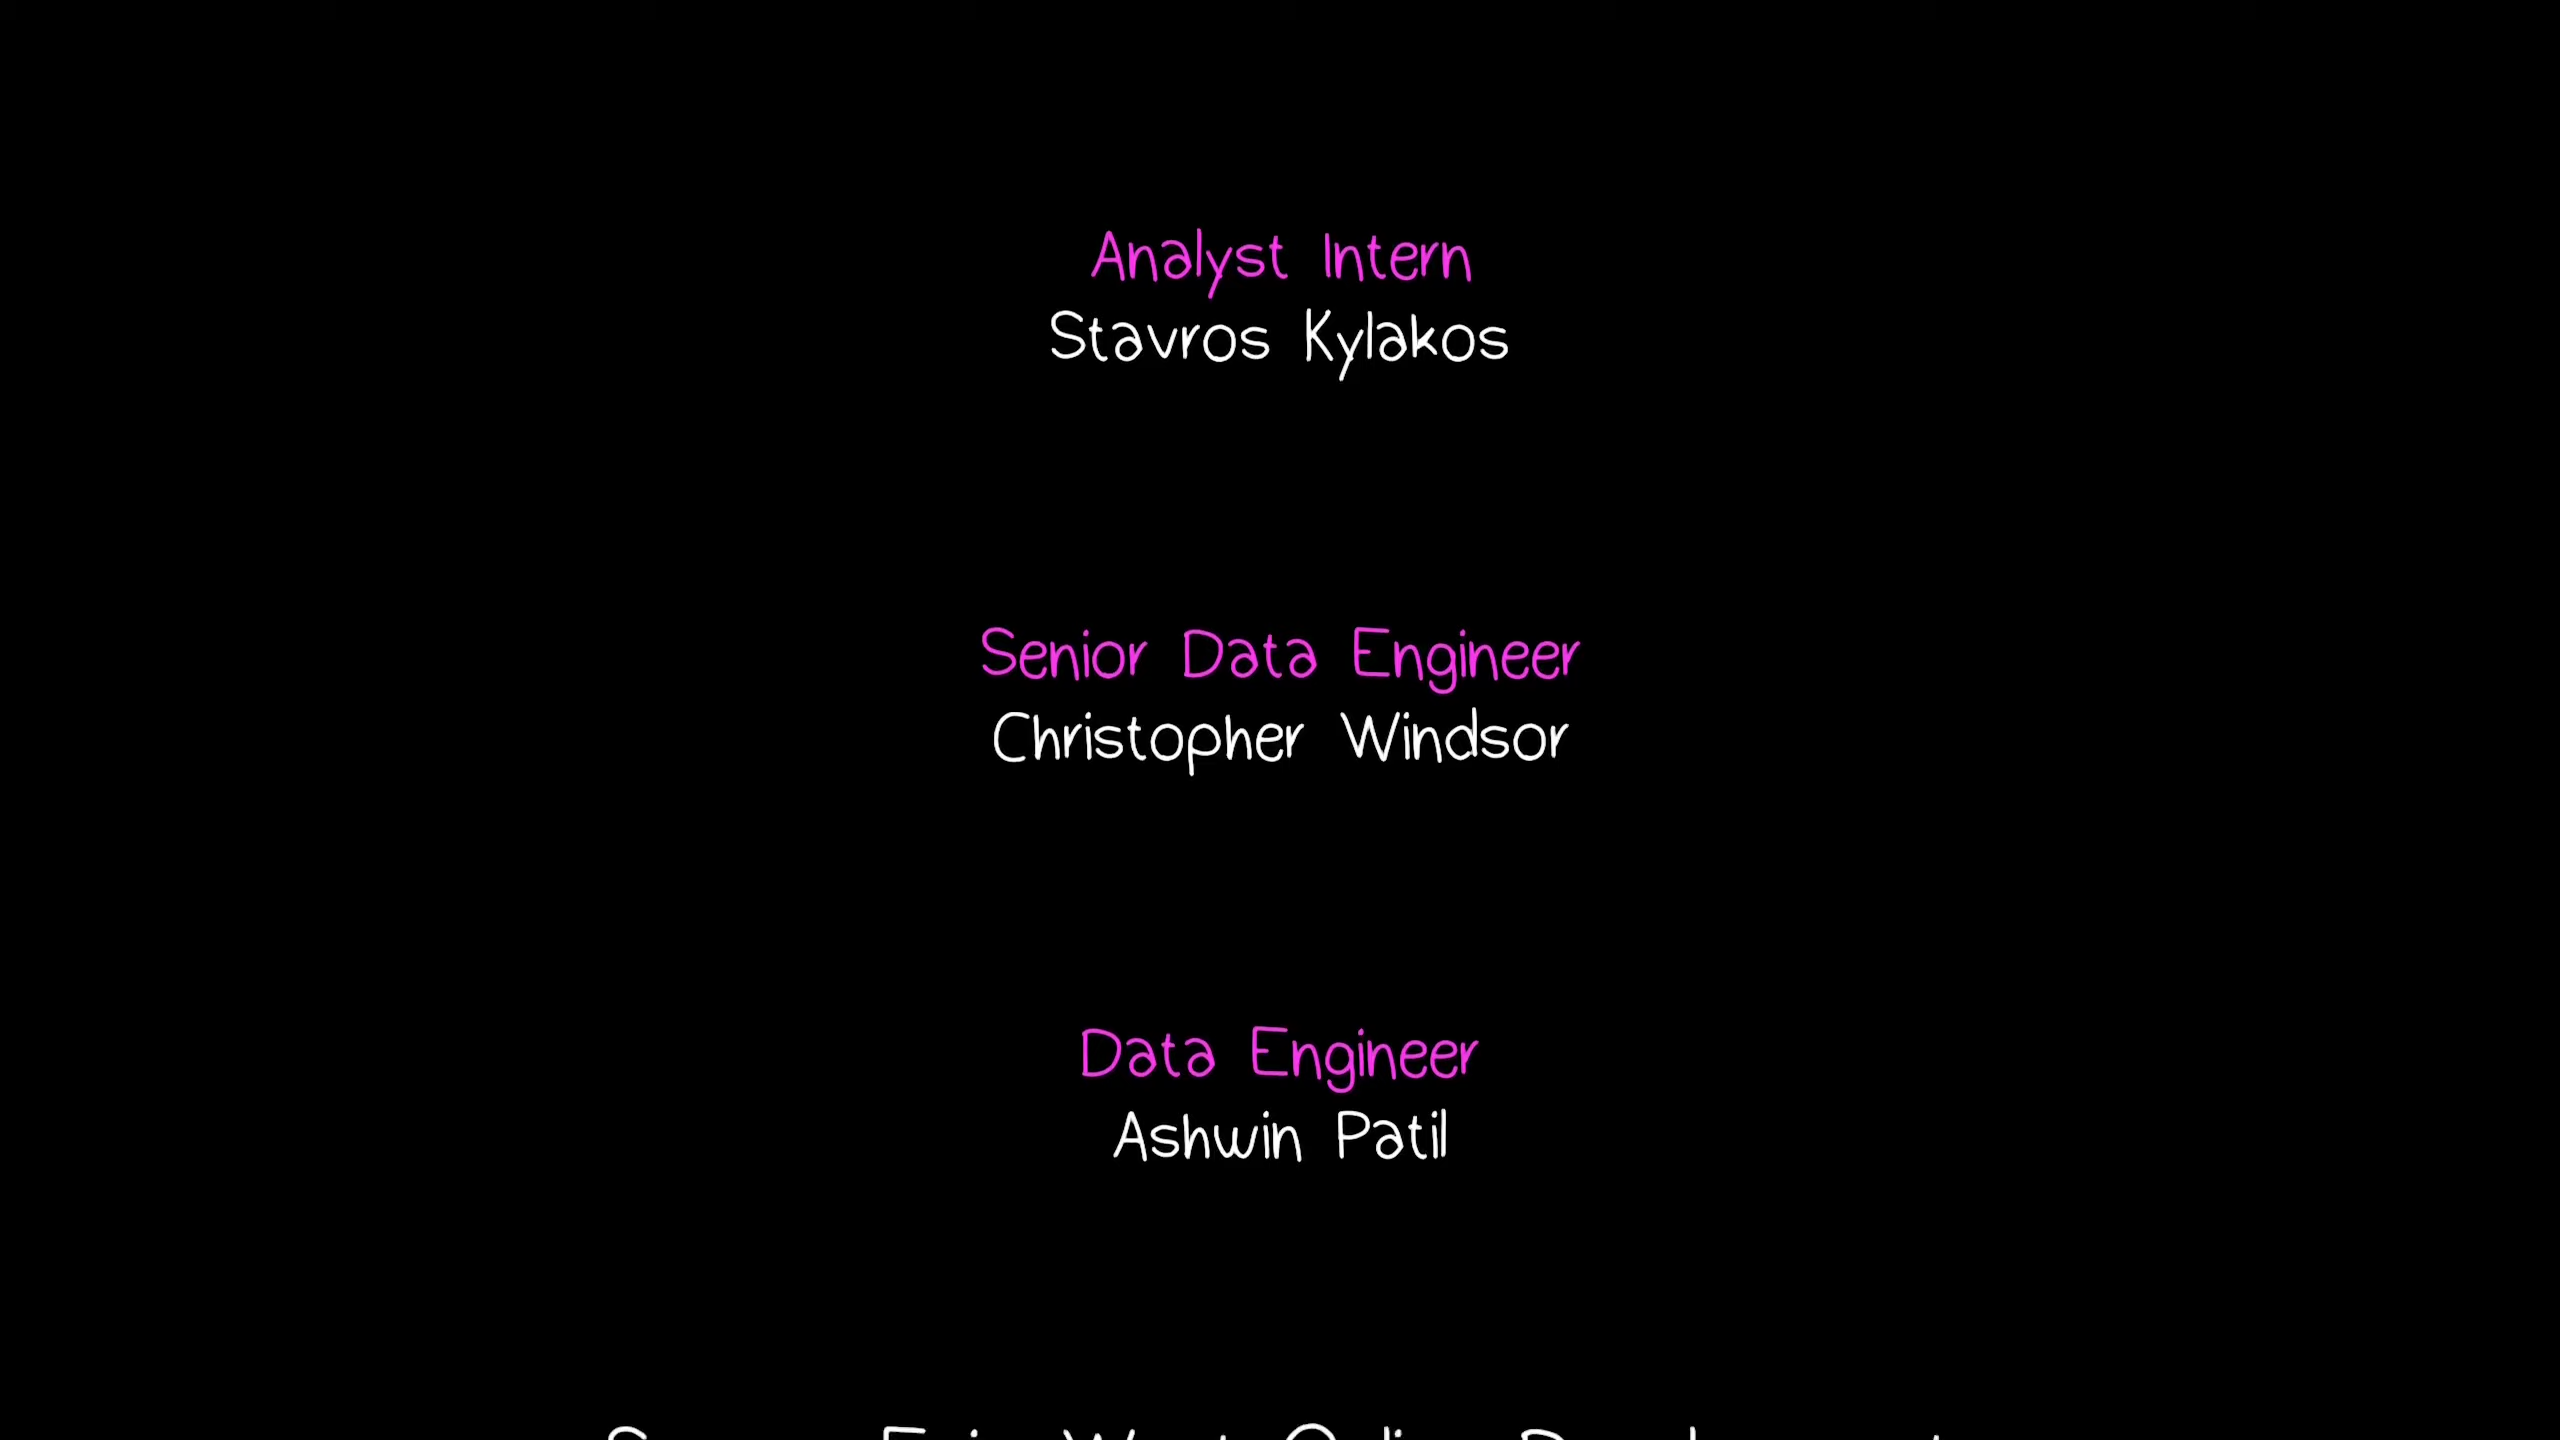 Analyst Intern
Stavros Kylakos
Senior Data Engineer
Christopher Windsor
Data Engineer
Ashwin Patil